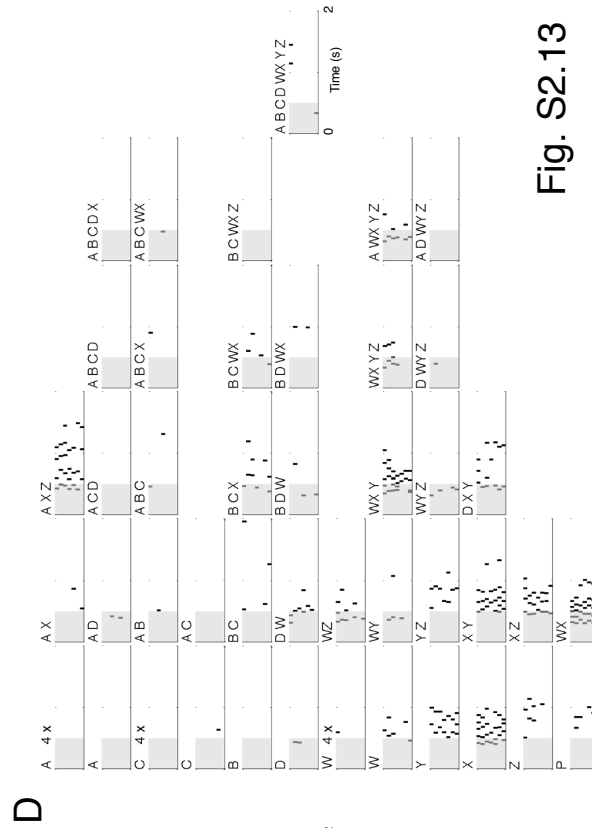 D
A 4 x
A
C 4 x
C
B
D
W 4 x
W
Y
X
Z
P
A X
A D
A B
A C
B C
D W
WZ
WY
Y Z
X Y
X Z
WX
A X Z
A C D
A B C
B C X
B D W
WX Y
WY Z
D X Y
A B C D
A B C X
B C WX
B D WX
WX Y Z
D WY Z
A B C D X
A B C WX
B C WX Z
A WX Y Z
A D WY Z
A B C D WX Y Z
0
2
Time (s)
Fig. S2.13